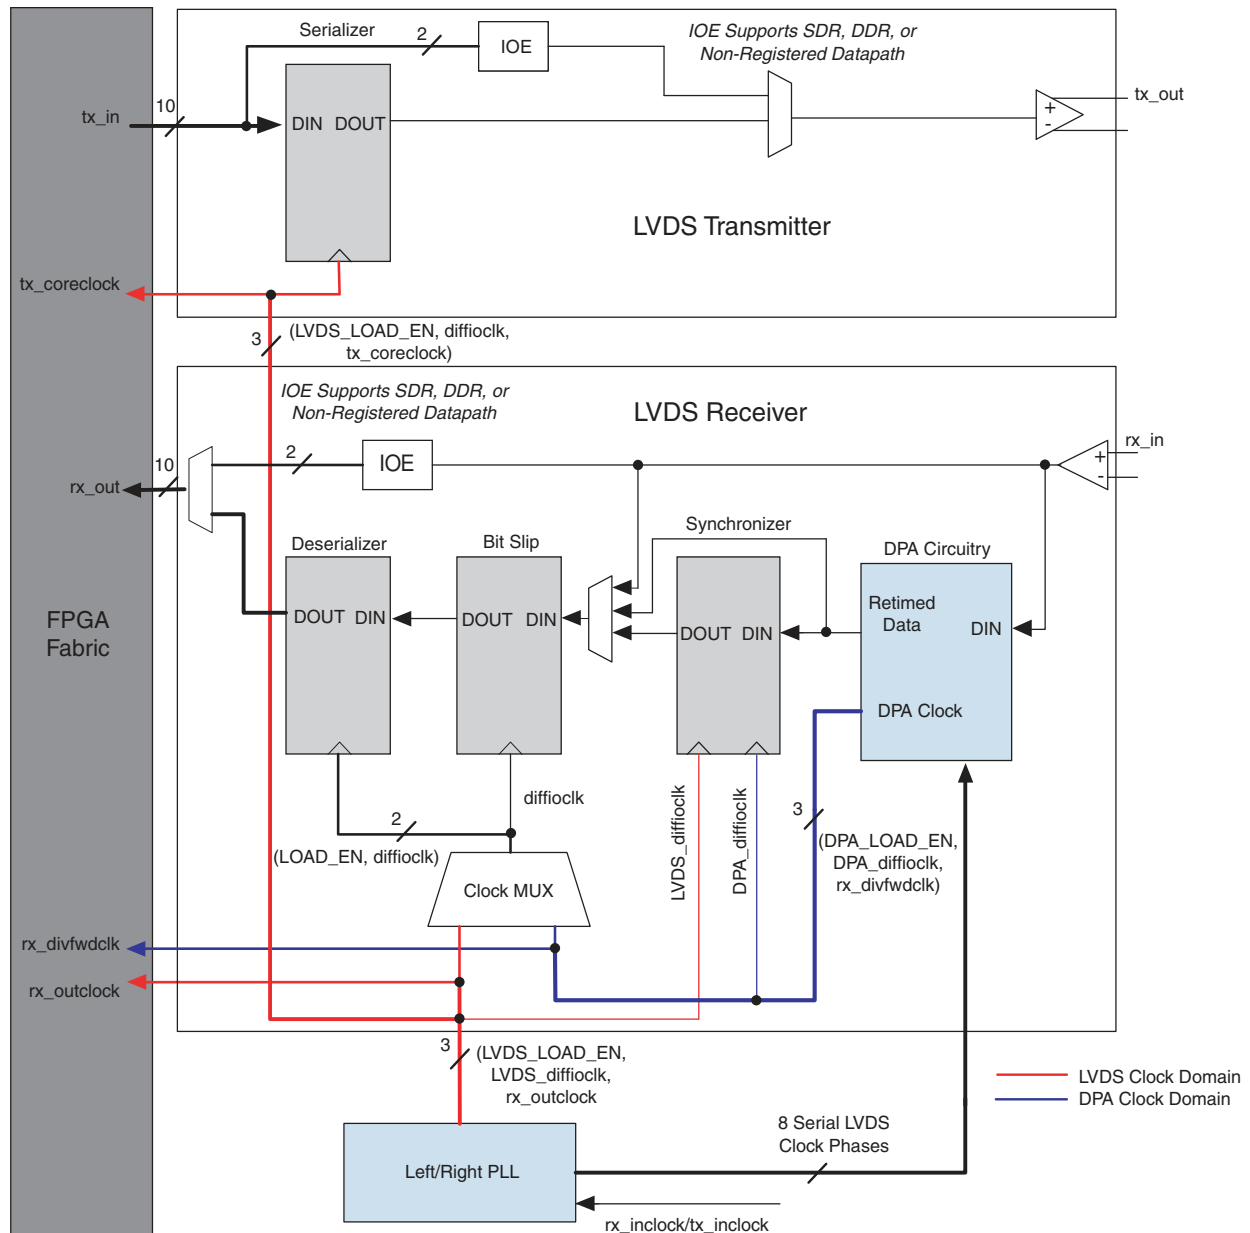 Serializer
2
IOE
IOE Supports SDR, DDR, or
Non-Registered Datapath
tx_in
10
DIN DOUT
+
-
tx_out
LVDS Transmitter
tx_coreclock
3
(LVDS_LOAD_EN, diffioclk,
tx_coreclock)
IOE Supports SDR, DDR, or
Non-Registered Datapath
LVDS Receiver
rx_out
10
2
IOE
+
-
rx_in
Deserializer
Bit Slip
Synchronizer
DPA Circuitry
DOUT DIN
DOUT DIN
DOUT DIN
Retimed
Data
DIN
DPA Clock
FPGA
Fabric
2
(LOAD_EN, diffioclk)
diffioclk
LVDS_diffioclk
DPA_diffioclk
3
(DPA_LOAD_EN,
DPA_diffioclk,
rx_divfwdclk)
Clock MUX
rx_divfwdclk
rx_outclock
3
(LVDS_LOAD_EN,
LVDS_diffioclk,
rx_outclock
LVDS Clock Domain
DPA Clock Domain
8 Serial LVDS
Clock Phases
Left/Right PLL
rx_inclock/tx_inclock